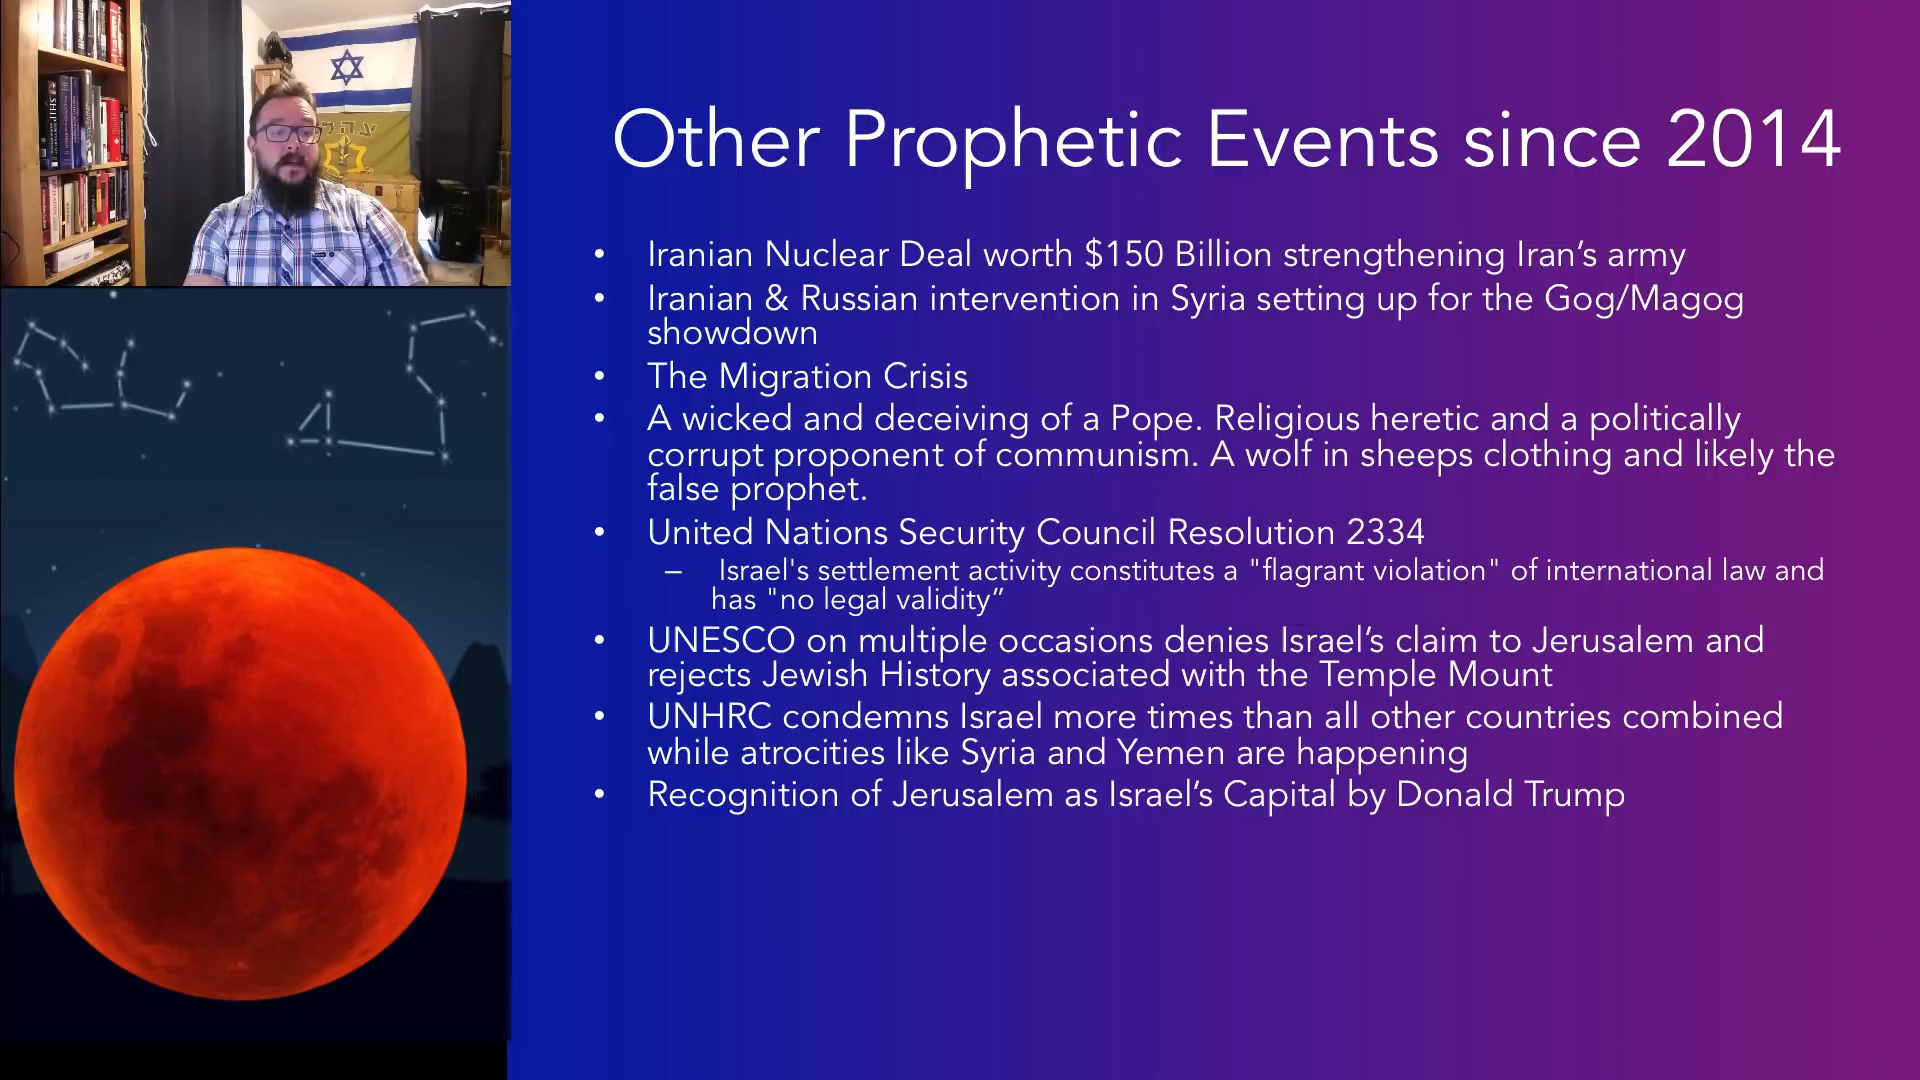 Other Prophetic Events since 2014
• Iranian Nuclear Deal worth $150 Billion strengthening Iran’s army
• Iranian & Russian intervention in Syria setting up for the Gog/Magog
showdown
• The Migration Crisis
• A wicked and deceiving of a Pope. Religious heretic and a politically
corrupt proponent of communism. A wolf in sheeps clothing and likely the
false prophet.
• United Nations Security Council Resolution 2334
– Israel's settlement activity constitutes a "flagrant violation" of international law and
has "no legal validity”
• UNESCO on multiple occasions denies Israel’s claim to Jerusalem and
rejects Jewish History associated with the Temple Mount
• UNHRC condemns Israel more times than all other countries combined
while atrocities like Syria and Yemen are happening
• Recognition of Jerusalem as Israel’s Capital by Donald Trump